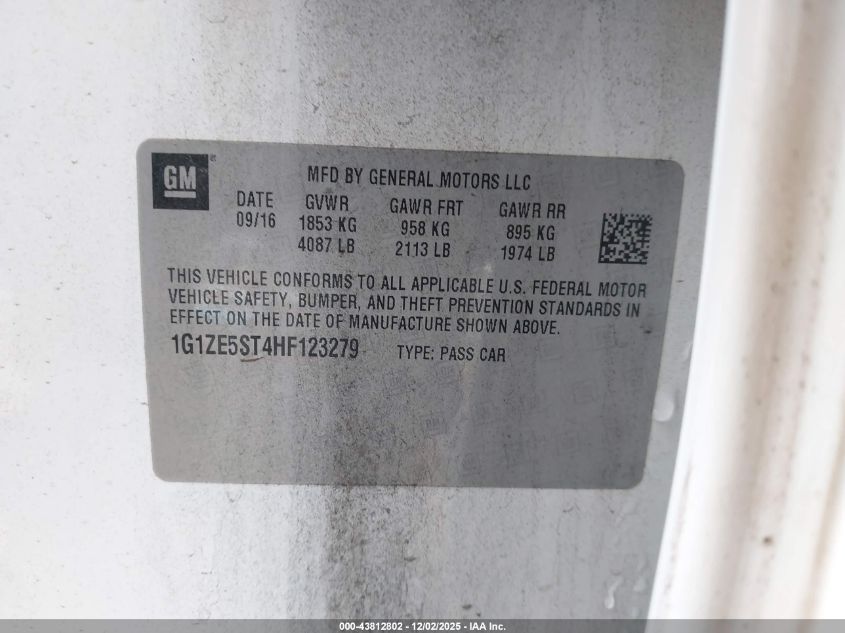 GM ®
MFD BY GENERAL MOTORS LLC
DATE GVWR GAWR FRT GAWR RR
09/16 1853 KG 958 KG 895 KG
4087 LB 2113 LB 1974 LB
THIS VEHICLE CONFORMS TO ALL APPLICABLE U.S. FEDERAL MOTOR
VEHICLE SAFETY, BUMPER, AND THEFT PREVENTION STANDARDS IN
EFFECT ON THE DATE OF MANUFACTURE SHOWN ABOVE.
1G1ZE5ST4HF123279 TYPE: PASS CAR
000-43812802 - 12/02/2025 - IAA Inc.